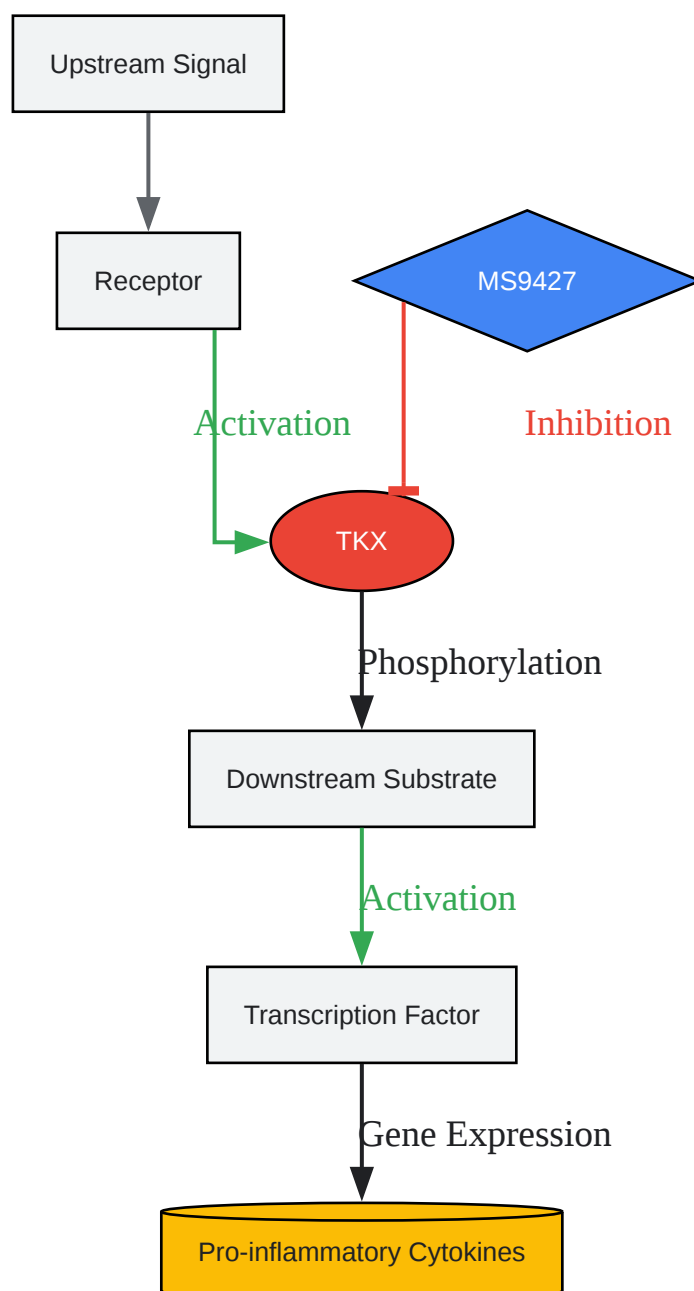 Upstream Signal
Receptor
MS9427
Activation
Inhibition
TKX
Phosphorylation
Downstream Substrate
Activation
Transcription Factor
Gene Expression
Pro-inflammatory Cytokines